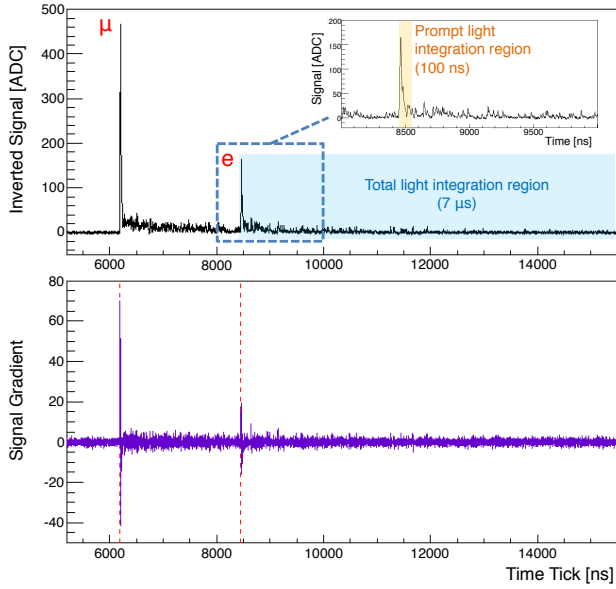 500
400
300
200
100
0
Inverted Signal [ADC]
μ
e
200
150
100
50
0
Signal [ADC]
Prompt light
integration region
(100 ns)
8500 9000 9500
Time [ns]
Total light integration region
(7 μs)
6000 8000 10000 12000 14000
80
60
40
20
0
-20
-40
Signal Gradient
6000 8000 10000 12000 14000
Time Tick [ns]